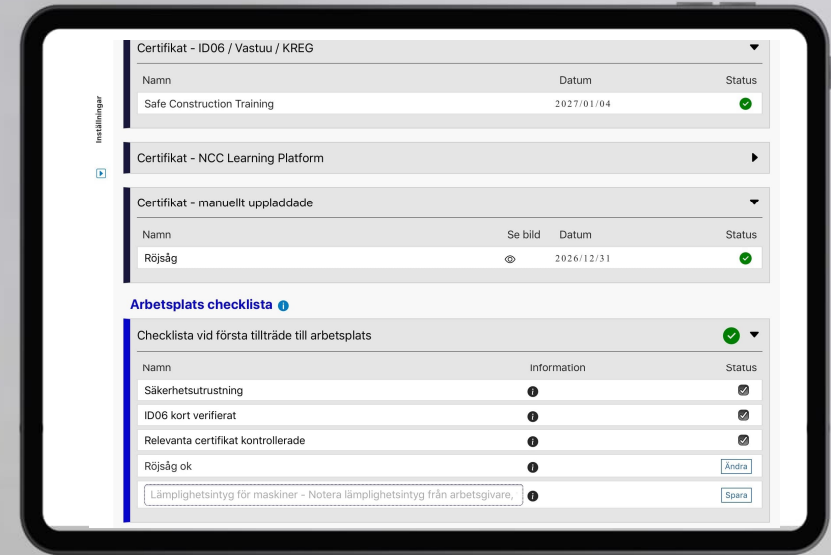 Certifikat - ID06 / Vastuu / KREG
Namn Datum Status
Safe Construction Training 2027/01/04
Inställningar
Certifikat - NCC Learning Platform
Certifikat - manuellt uppladdade
Namn Se bild Datum Status
Röjsåg 2026/12/31
Arbetsplats checklista
Checklista vid första tillträde till arbetsplats
Namn Information Status
Säkerhetsutrustning
ID06 kort verifierat
Relevanta certifikat kontrollerade
Röjsåg ok Ändra
Lämplighetsintyg för maskiner - Notera lämplighetsintyg från arbetsgivare, Spara